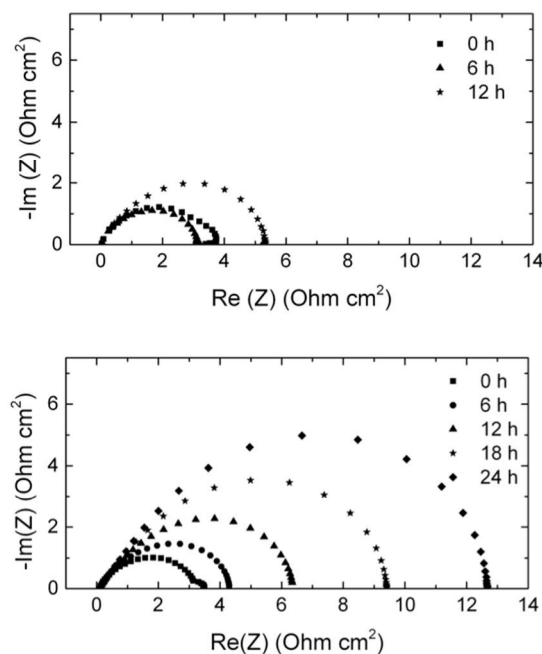 -Im (Z) (Ohm cm²)
6
4
2
0
0 h
6 h
12 h
0 2 4 6 8 10 12 14
Re (Z) (Ohm cm²)
-Im(Z) (Ohm cm²)
6
4
2
0
0 h
6 h
12 h
18 h
24 h
0 2 4 6 8 10 12 14
Re(Z) (Ohm cm²)